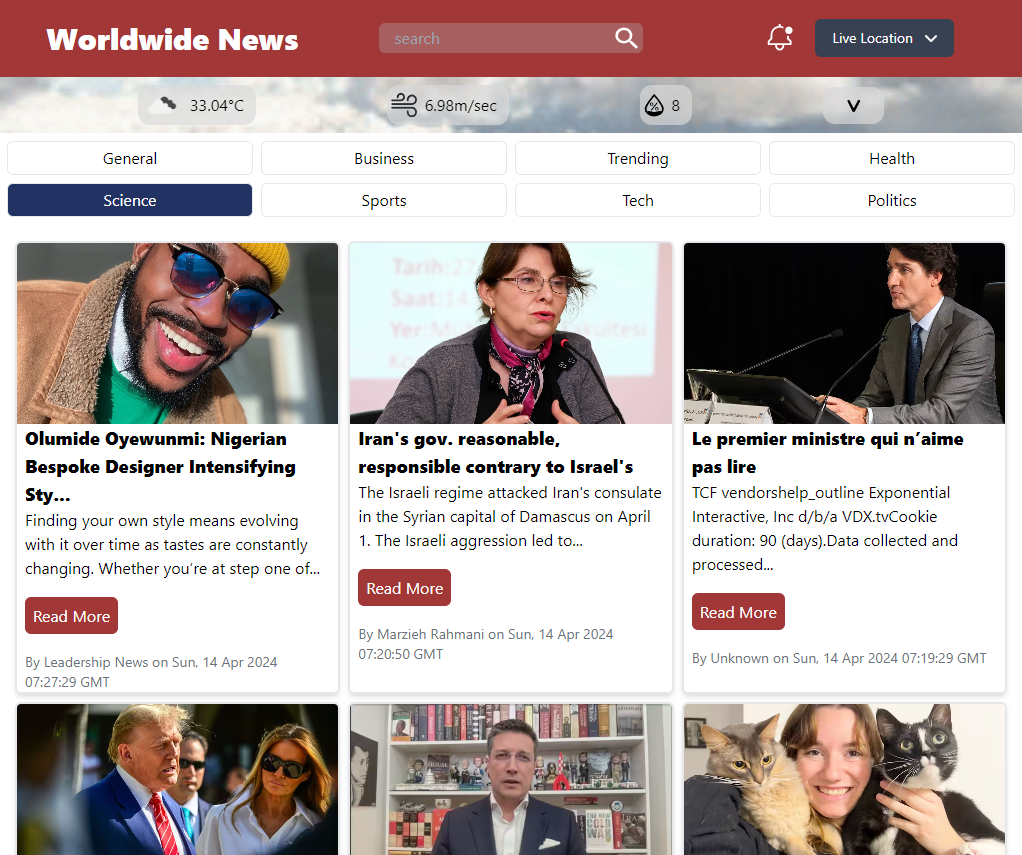 Worldwide News
search
Live Location
33.04°C
6.98m/sec
%
8
V
General
Business
Trending
Health
Science
Sports
Tech
Politics
Tarih:27
Saat:14
Yer:
Olumide Oyewunmi: Nigerian
Bespoke Designer Intensifying
Sty...
Finding your own style means evolving
with it over time as tastes are constantly
changing. Whether you're at step one of...
Read More
By Leadership News on Sun, 14 Apr 2024
07:27:29 GMT
Iran's gov. reasonable,
responsible contrary to Israel's
The Israeli regime attacked Iran's consulate
in the Syrian capital of Damascus on April
1. The Israeli aggression led to...
Read More
By Marzieh Rahmani on Sun, 14 Apr 2024
07:20:50 GMT
Le premier ministre qui n’aime
pas lire
TCF vendorshelp_outline Exponential
Interactive, Inc d/b/a VDX.tvCookie
duration: 90 (days).Data collected and
processed...
Read More
By Unknown on Sun, 14 Apr 2024 07:19:29 GMT
THE NEW
COLD
WAR